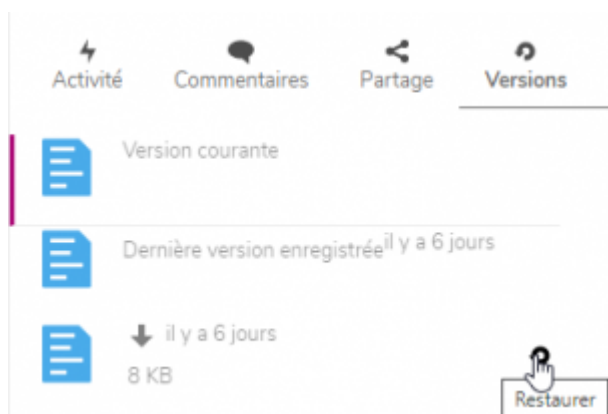 Activité Commentaires Partage Versions
Version courante
Dernière version enregistrée il y a 6 jours
il y a 6 jours
8 KB
Restaurer